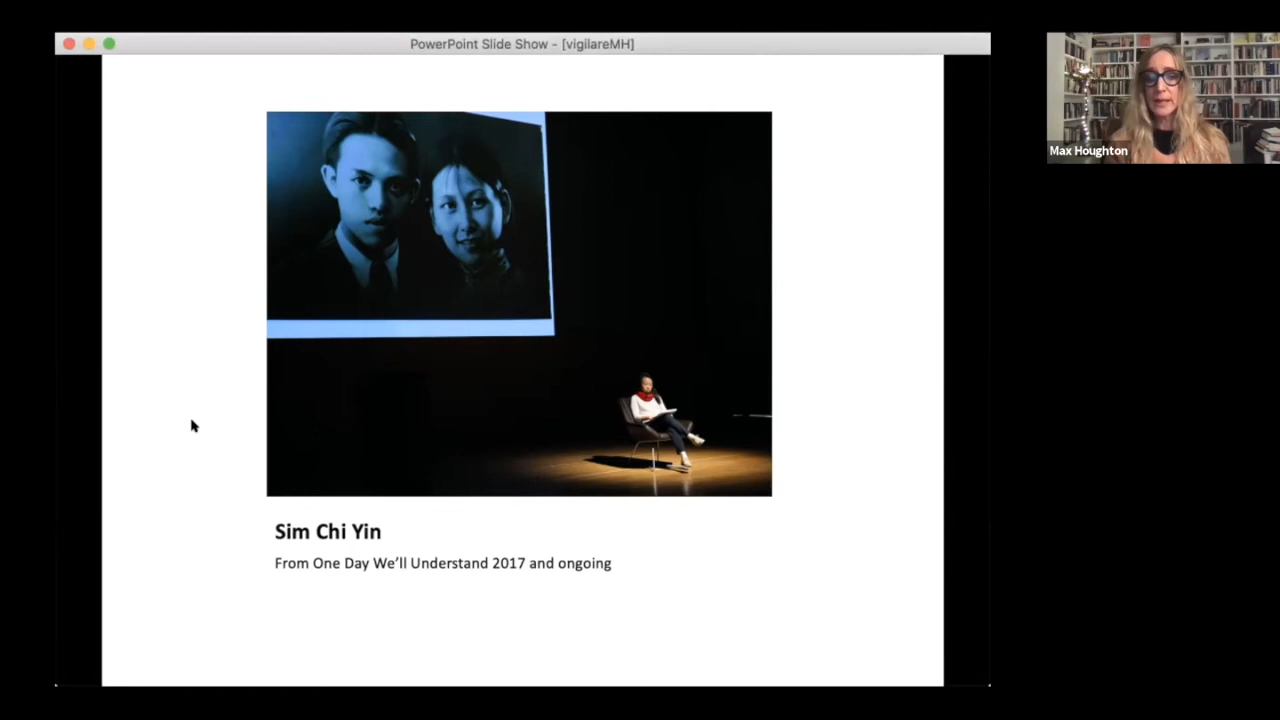 PowerPoint Slide Show - [vigilareMH]
Max Houghton
Sim Chi Yin
From One Day We’ll Understand 2017 and ongoing